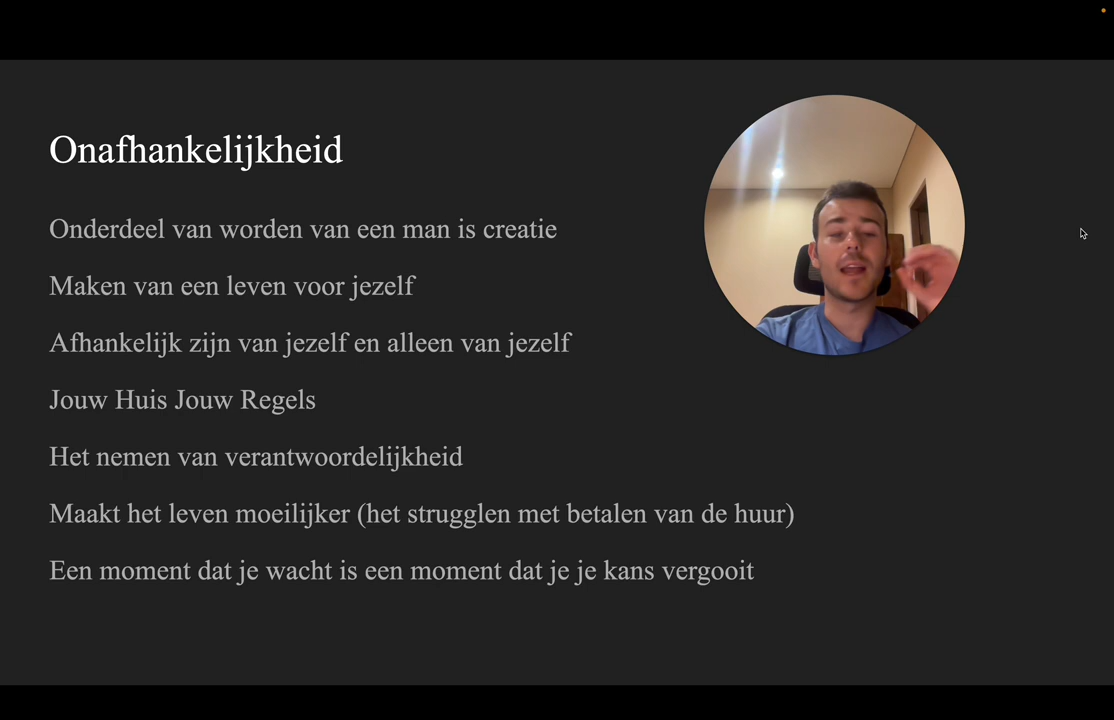 Onafhankelijkheid
Onderdeel van worden van een man is creatie
Maken van een leven voor jezelf
Afhankelijk zijn van jezelf en alleen van jezelf
Jouw Huis Jouw Regels
Het nemen van verantwoordelijkheid
Maakt het leven moeilijker (het strugglen met betalen van de huur)
Een moment dat je wacht is een moment dat je je kans vergooit